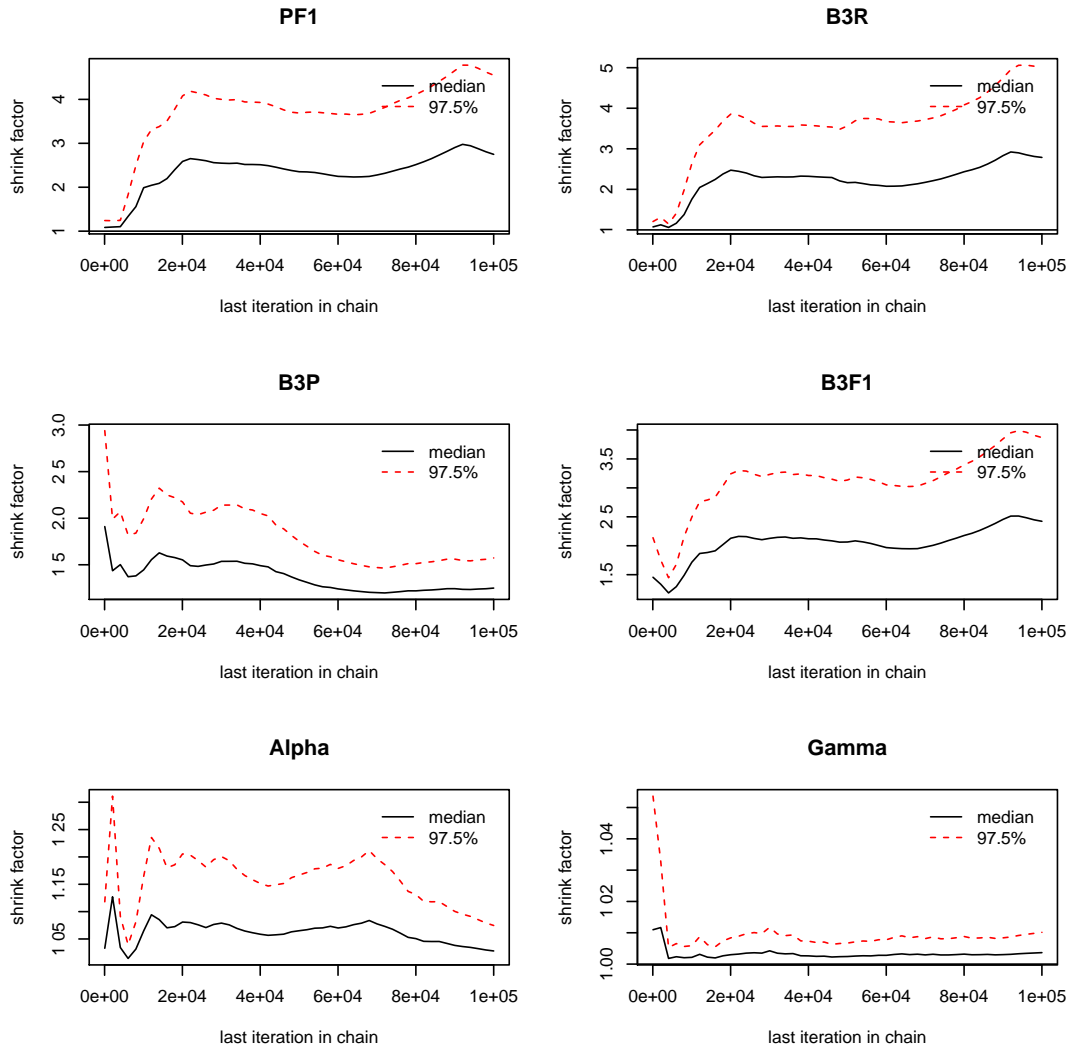 PF1
shrink factor
1
2
3
4
median
97.5%
0e+00
2e+04
4e+04
6e+04
8e+04
1e+05
last iteration in chain
B3R
shrink factor
1
2
3
4
5
median
97.5%
0e+00
2e+04
4e+04
6e+04
8e+04
1e+05
last iteration in chain
B3P
shrink factor
1.5
2.0
2.5
3.0
median
97.5%
0e+00
2e+04
4e+04
6e+04
8e+04
1e+05
last iteration in chain
B3F1
shrink factor
1.5
2.5
3.5
median
97.5%
0e+00
2e+04
4e+04
6e+04
8e+04
1e+05
last iteration in chain
Alpha
shrink factor
1.05
1.15
1.25
median
97.5%
0e+00
2e+04
4e+04
6e+04
8e+04
1e+05
last iteration in chain
Gamma
shrink factor
1.00
1.02
1.04
median
97.5%
0e+00
2e+04
4e+04
6e+04
8e+04
1e+05
last iteration in chain